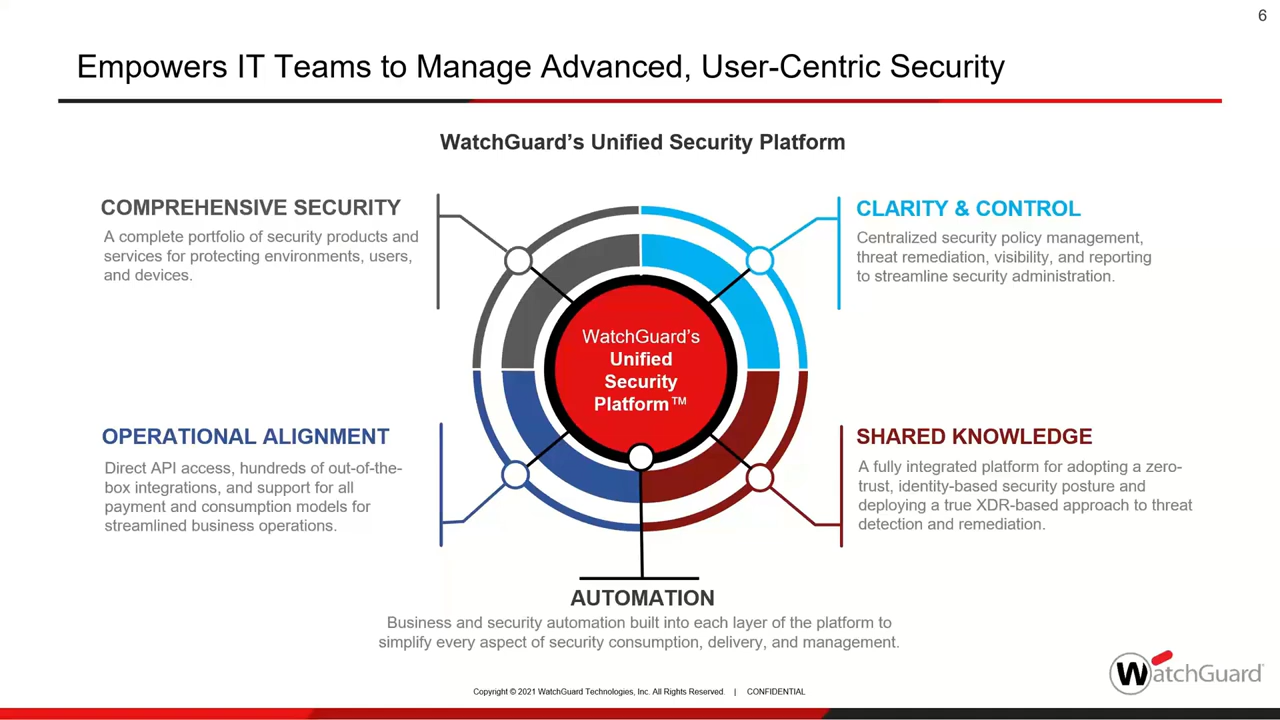 6
Empowers IT Teams to Manage Advanced, User-Centric Security
WatchGuard's Unified Security Platform
COMPREHENSIVE SECURITY
A complete portfolio of security products and
services for protecting environments, users,
and devices.
CLARITY & CONTROL
Centralized security policy management,
threat remediation, visibility, and reporting
to streamline security administration.
WatchGuard's
Unified
Security
Platform™
OPERATIONAL ALIGNMENT
Direct API access, hundreds of out-of-the-
box integrations, and support for all
payment and consumption models for
streamlined business operations.
SHARED KNOWLEDGE
A fully integrated platform for adopting a zero-
trust, identity-based security posture and
deploying a true XDR-based approach to threat
detection and remediation.
AUTOMATION
Business and security automation built into each layer of the platform to
simplify every aspect of security consumption, delivery, and management.
WatchGuard
Copyright © 2021 WatchGuard Technologies, Inc. All Rights Reserved. | CONFIDENTIAL